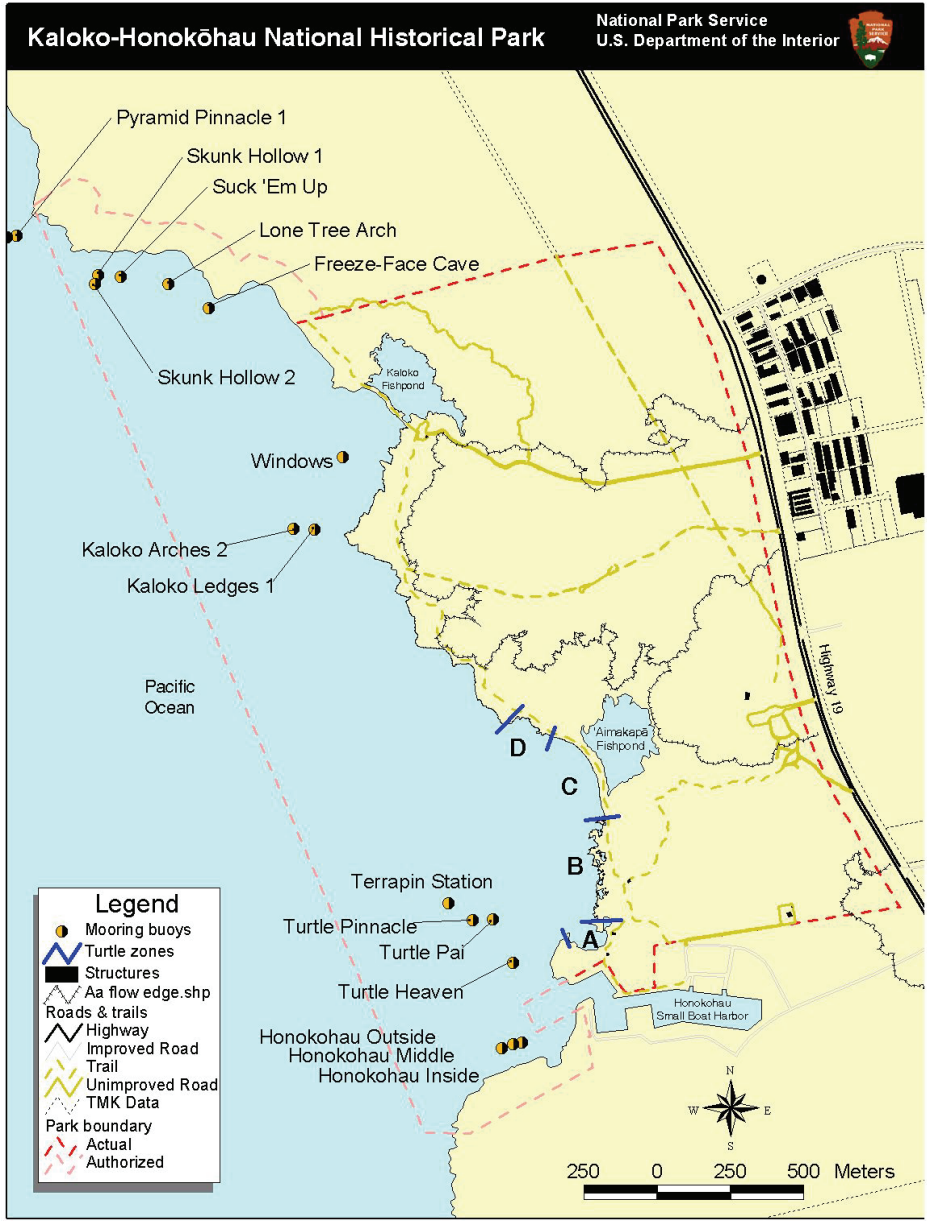 Kaloko-Honokōhau National Historical Park
National Park Service
U.S. Department of the Interior
NATIONAL
PARK
SERVICE
Pyramid Pinnacle 1
Skunk Hollow 1
Suck 'Em Up
Lone Tree Arch
Freeze-Face Cave
Skunk Hollow 2
Kaloko
Fishpond
Windows
Kaloko Arches 2
Kaloko Ledges 1
Highway 19
Pacific
Ocean
'Aimakapā
Fishpond
D
C
B
A
Terrapin Station
Turtle Pinnacle
Turtle Pai
Turtle Heaven
Honokohau
Small Boat Harbor
Honokohau Outside
Honokohau Middle
Honokohau Inside
Legend
Mooring buoys
Turtle zones
Structures
Aa flow edge.shp
Roads & trails
Highway
Improved Road
Trail
Unimproved Road
TMK Data
Park boundary
Actual
Authorized
N
W
E
S
250 0 250 500 Meters